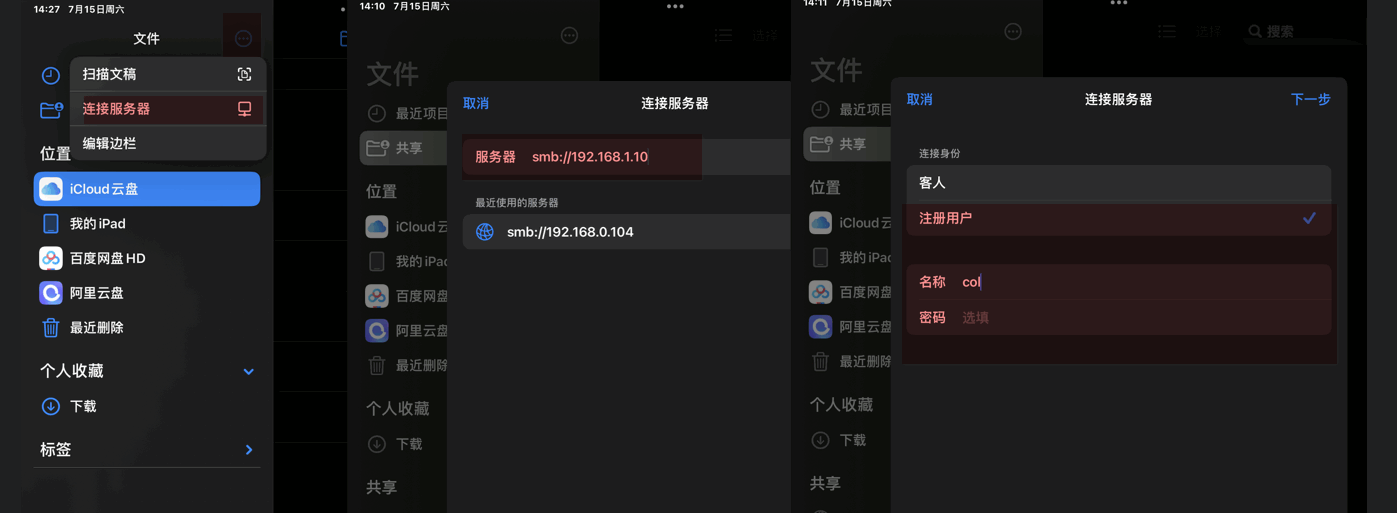 14:27 7月15日周六
文件
扫描文稿
连接服务器
编辑边栏
位置
iCloud云盘
我的 iPad
百度网盘HD
阿里云盘
最近删除
个人收藏
下载
标签
14:10 7月15日周六
选择
文件
最近项目
共享
位置
iCloud云
我的 iPad
百度网盘
阿里云盘
最近删除
个人收藏
下载
共享
取消
连接服务器
服务器 smb://192.168.1.10
最近使用的服务器
smb://192.168.0.104
14:11 7月15日周六
选择
搜索
文件
最近项目
共享
位置
iCloud云
我的 iPad
百度网盘
阿里云盘
最近删除
个人收藏
下载
共享
取消
连接服务器
下一步
连接身份
客人
注册用户
名称 col
密码 选填